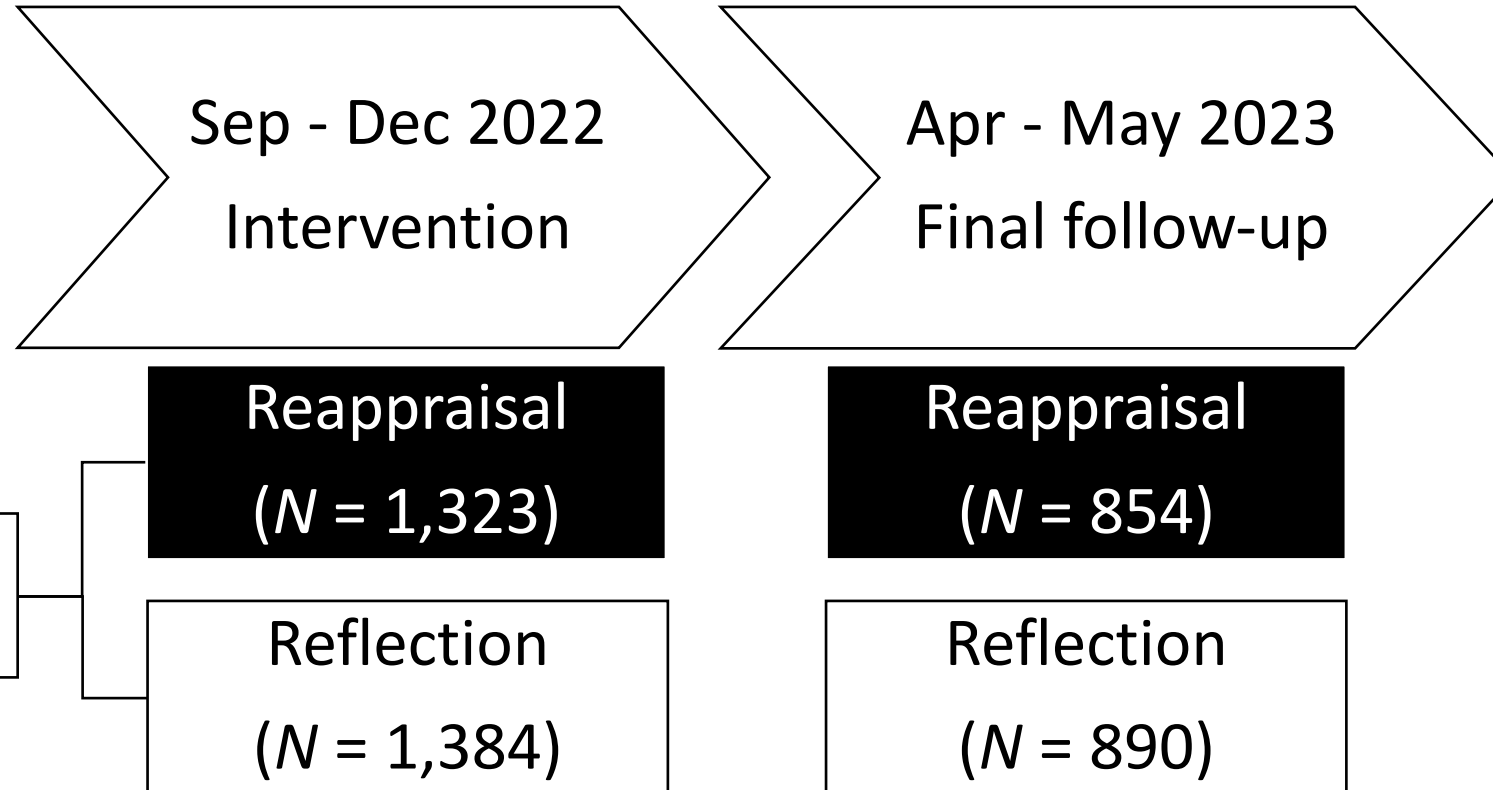 Sep - Dec 2022
Intervention
Apr - May 2023
Final follow-up
Reappraisal
(N = 1,323)
Reappraisal
(N = 854)
Reflection
(N = 1,384)
Reflection
(N = 890)